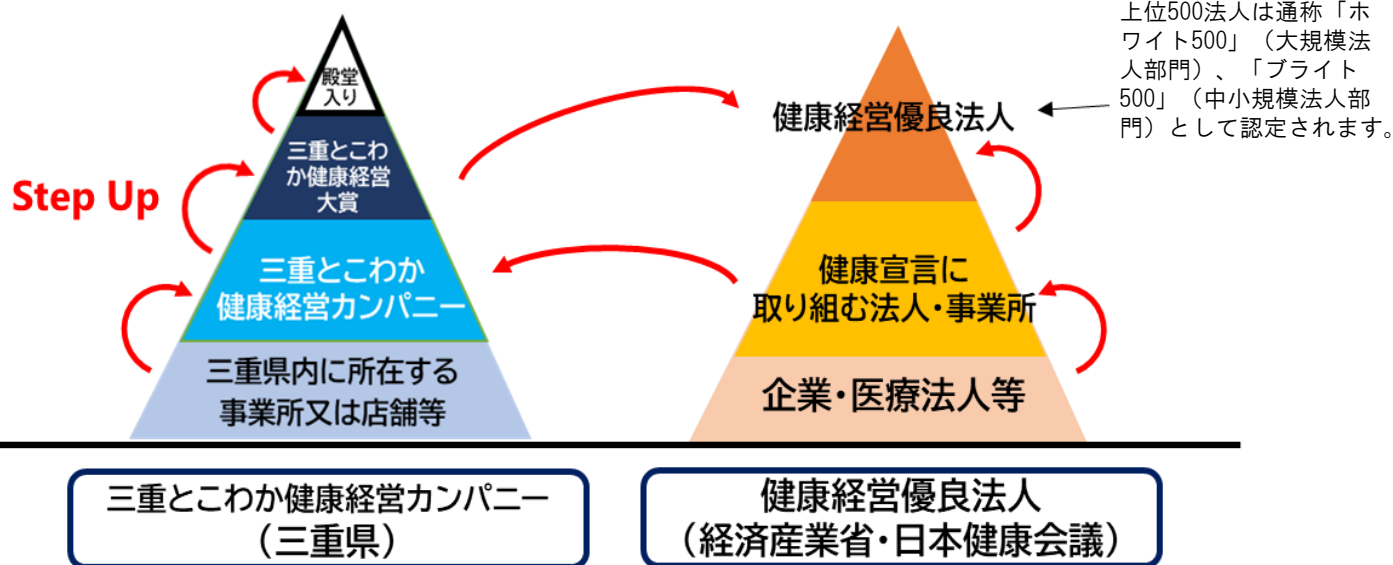 上位500法人は通称「ホ
ワイト500」（大規模法
人部門）、「ブライト
500」（中小規模法人部
門）として認定されます。
Step Up
殿堂
入り
三重とこわ
か健康経営
大賞
三重とこわか
健康経営カンパニー
三重県内に所在する
事業所又は店舗等
健康経営優良法人
健康宣言に
取り組む法人・事業所
企業・医療法人等
三重とこわか健康経営カンパニー
（三重県）
健康経営優良法人
（経済産業省・日本健康会議）